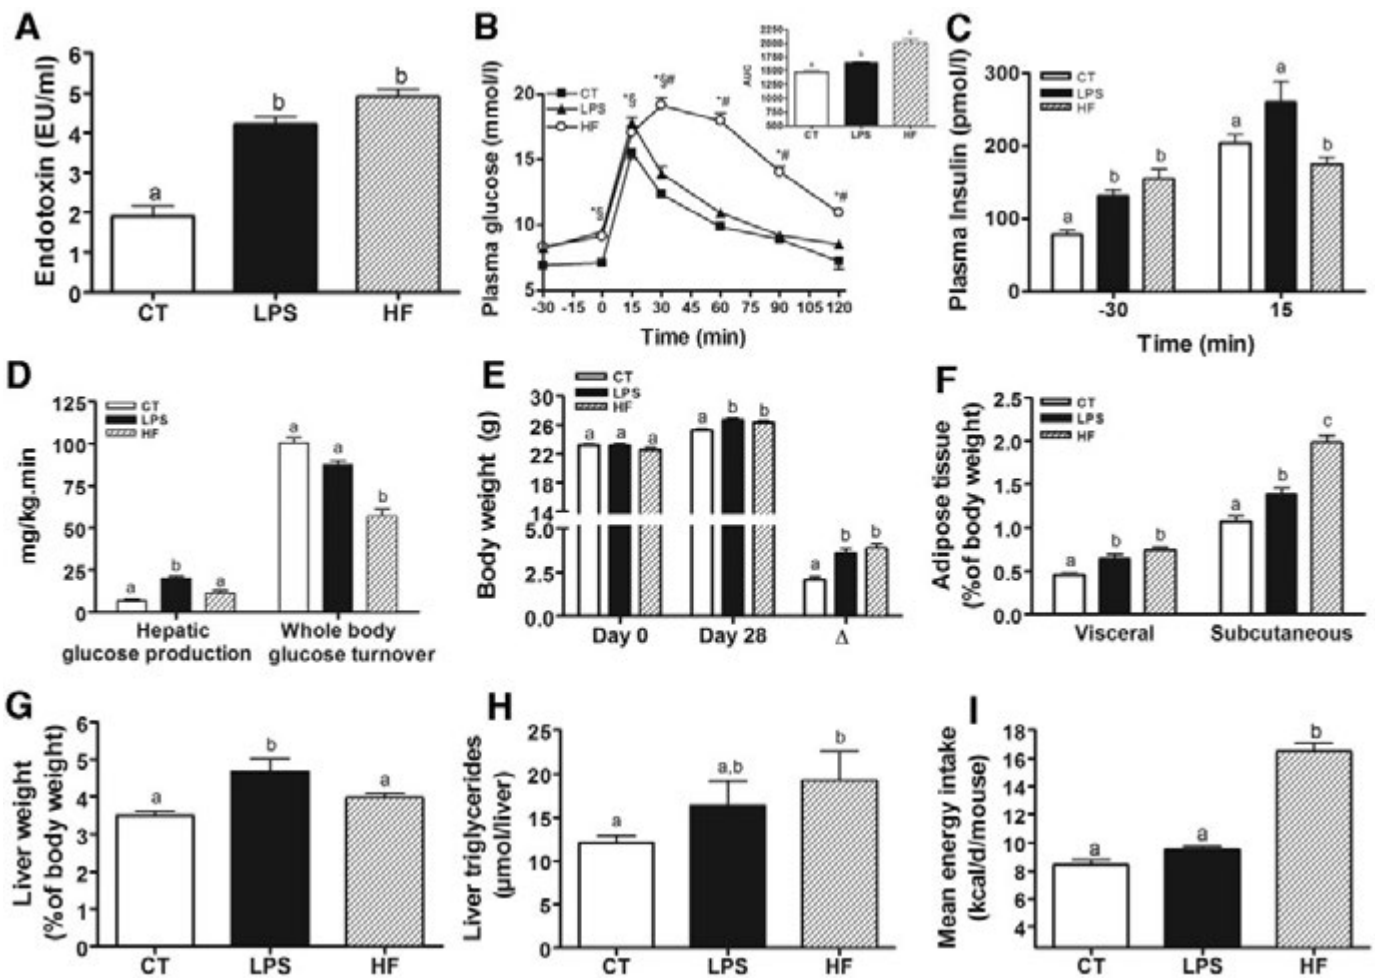 A
Endotoxin (EU/ml)
6
5
4
3
2
1
0
a
b
b
CT
LPS
HF
B
Plasma glucose (mmol/l)
20
15
10
5
CT
LPS
HF
*§
*§
*§#
*#
*#
*#
-30 -15 0 15 30 45 60 75 90 105 120
Time (min)
AUC
2250
2000
1750
1500
1250
1000
750
500
CT
LPS
HF
C
Plasma Insulin (pmol/l)
300
200
100
0
CT
LPS
HF
a
b
b
a
a
b
-30
15
Time (min)
D
mg/kg.min
125
100
75
50
25
0
CT
LPS
HF
a
b
a
a
a
b
Hepatic
glucose production
Whole body
glucose turnover
E
Body weight (g)
30
26
22
18
14
5.0
2.5
0.0
CT
LPS
HF
a
a
a
a
b
b
a
b
b
Day 0
Day 28
Δ
F
Adipose tissue
(%of body weight)
2.5
2.0
1.5
1.0
0.5
0.0
CT
LPS
HF
a
b
b
a
b
c
Visceral
Subcutaneous
G
Liver weight
(%of body weight)
6
5
4
3
2
1
0
a
b
a
CT
LPS
HF
H
Liver triglycerides
(μmol/liver)
25
20
15
10
5
0
a
a,b
b
CT
LPS
HF
I
Mean energy intake
(kcal/d/mouse)
18
16
14
12
10
8
6
4
a
a
b
CT
LPS
HF